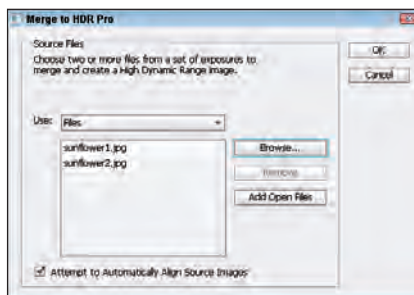 Merge to HDR Pro
Source Files
Choose two or more files from a set of exposures to
merge and create a High Dynamic Range image.
OK
Cancel
Use: Files
sunflower1.jpg
sunflower2.jpg
Browse...
Remove
Add Open Files
Attempt to Automatically Align Source Images